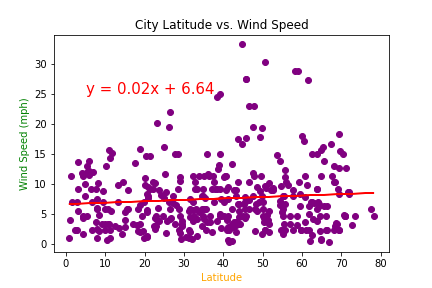 City Latitude vs. Wind Speed
y = 0.02x + 6.64
Wind Speed (mph)
30
25
20
15
10
5
0
0 10 20 30 40 50 60 70 80
Latitude